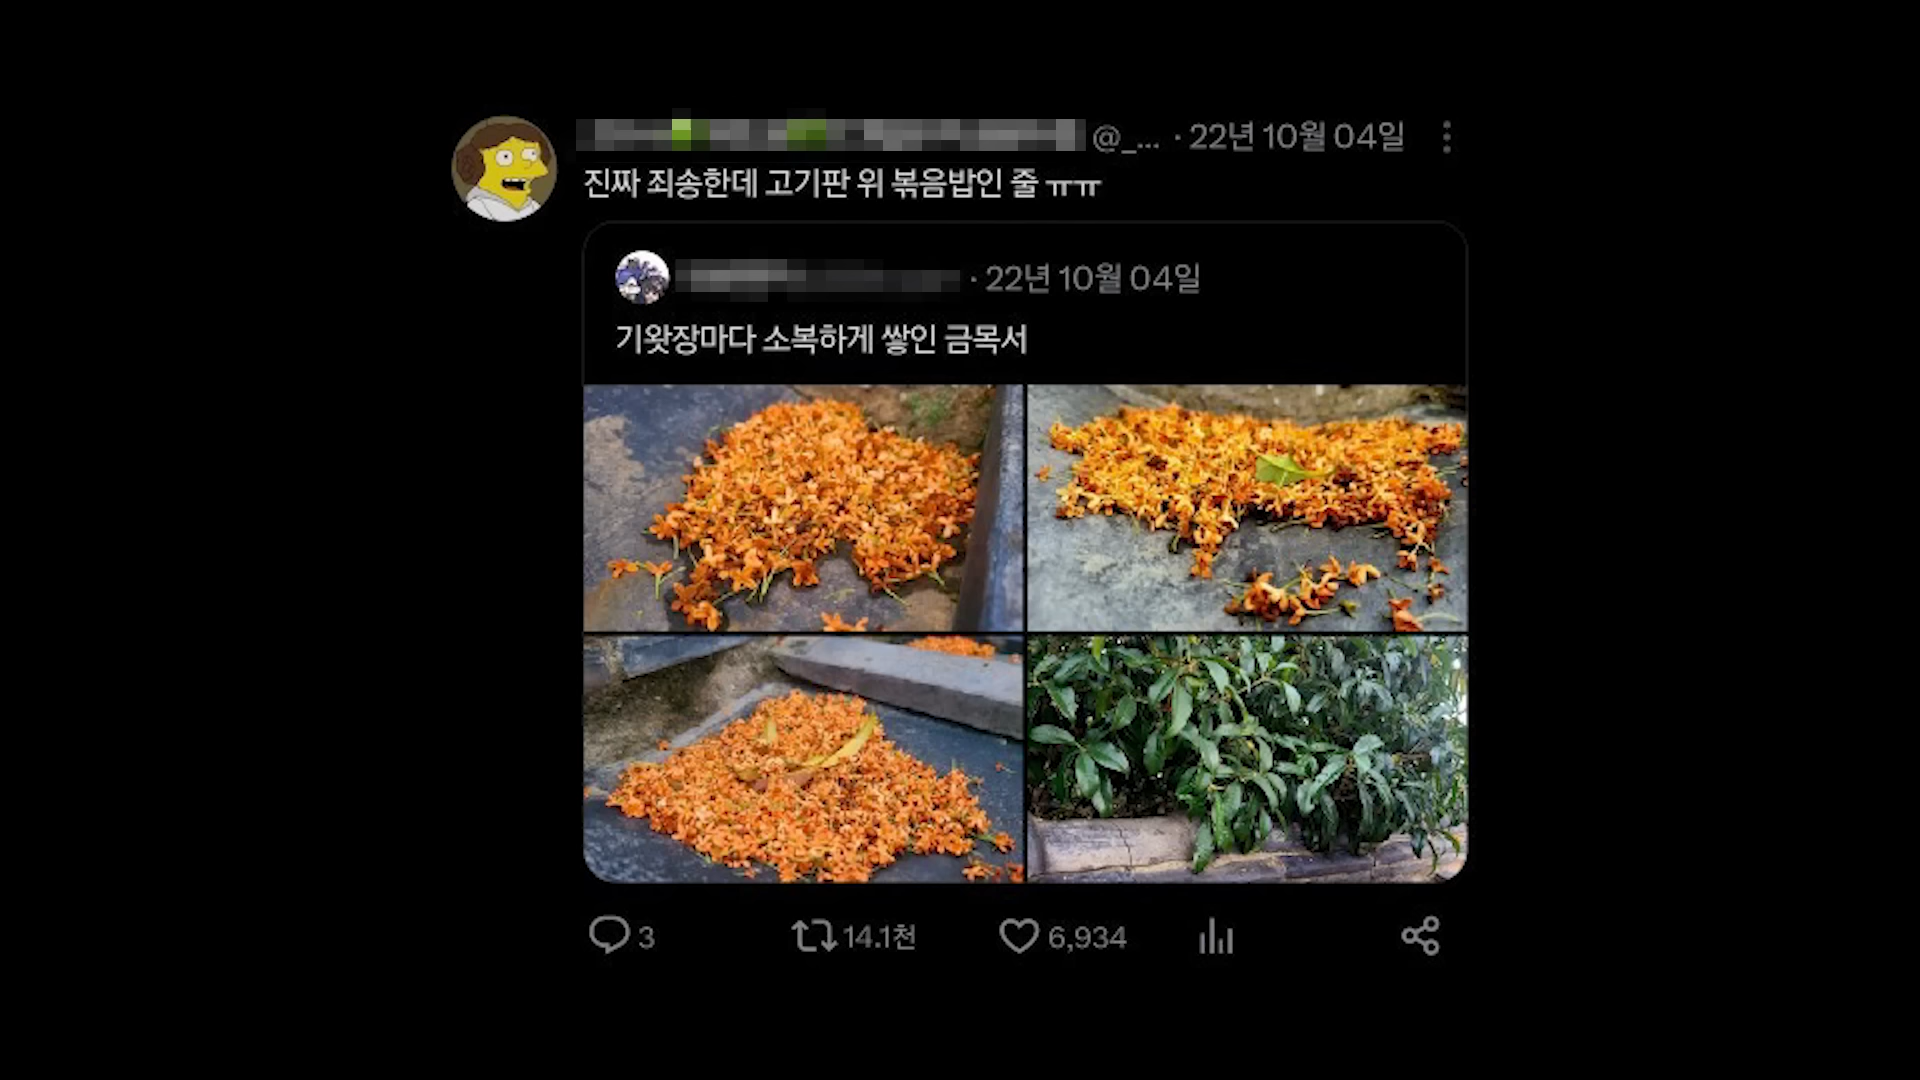 @_... · 22년 10월 04일
진짜 죄송한데 고기판 위 볶음밥인 줄 ㅠㅠ
· 22년 10월 04일
기왓장마다 소복하게 쌓인 금목서
3 14.1천 6,934